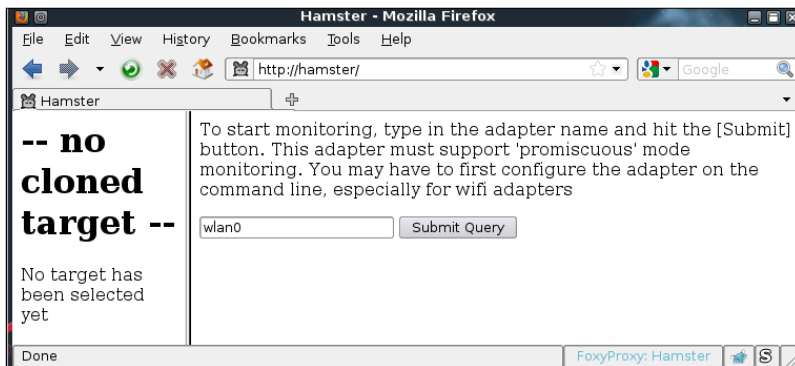 Hamster - Mozilla Firefox
File Edit View History Bookmarks Tools Help
http://hamster/
Google
Hamster
-- no
cloned
target --
No target has
been selected
yet
To start monitoring, type in the adapter name and hit the [Submit]
button. This adapter must support 'promiscuous' mode
monitoring. You may have to first configure the adapter on the
command line, especially for wifi adapters
wlan0 Submit Query
Done
FoxyProxy: Hamster
S